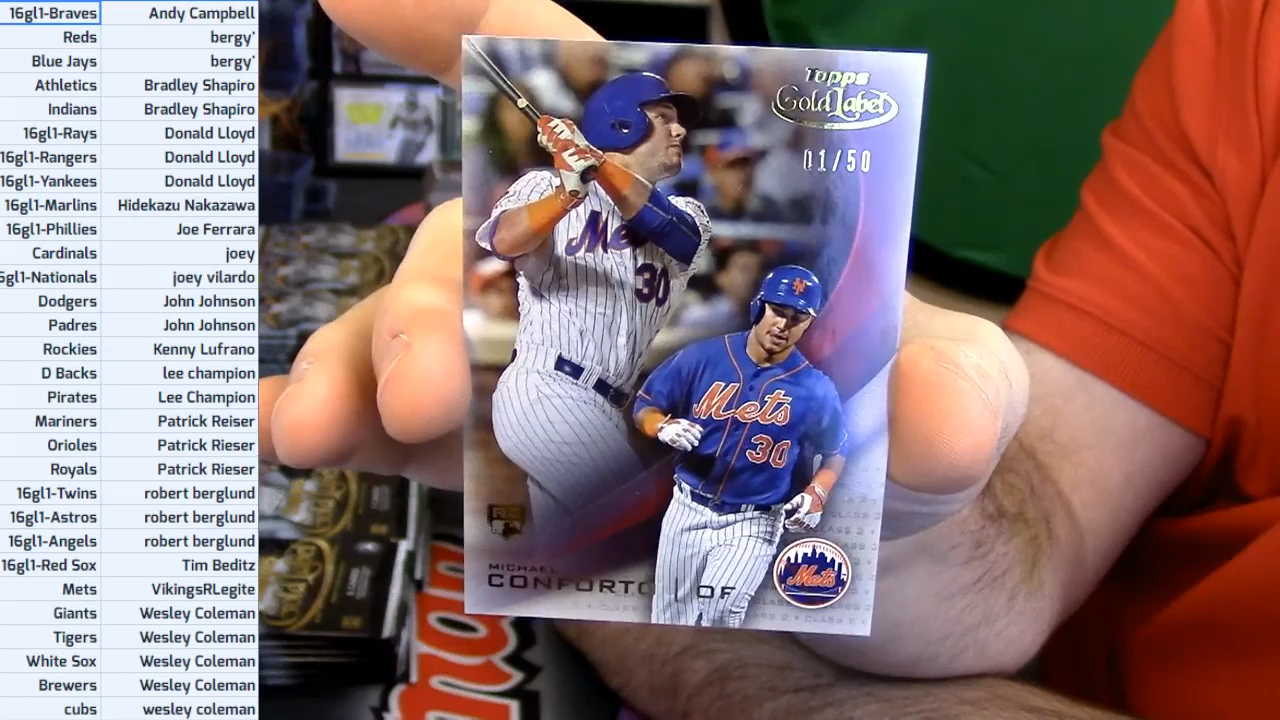 16gl1-Braves Andy Campbell
Reds bergy'
Blue Jays bergy'
Athletics Bradley Shapiro
Indians Bradley Shapiro
16gl1-Rays Donald Lloyd
16gl1-Rangers Donald Lloyd
16gl1-Yankees Donald Lloyd
16gl1-Marlins Hidekazu Nakazawa
16gl1-Phillies Joe Ferrara
Cardinals joey
6gl1-Nationals joey vilardo
Dodgers John Johnson
Padres John Johnson
Rockies Kenny Lufrano
D Backs lee champion
Pirates Lee Champion
Mariners Patrick Reiser
Orioles Patrick Rieser
Royals Patrick Rieser
16gl1-Twins robert berglund
16gl1-Astros robert berglund
16gl1-Angels robert berglund
16gl1-Red Sox Tim Beditz
Mets VikingsRLegite
Giants Wesley Coleman
Tigers Wesley Coleman
White Sox Wesley Coleman
Brewers Wesley Coleman
cubs wesley coleman
Topps
Gold Label
01/50
Me
30
Mets
30
RC
MICHAEL
CONFORTO | OF
Mets
CLASS 2